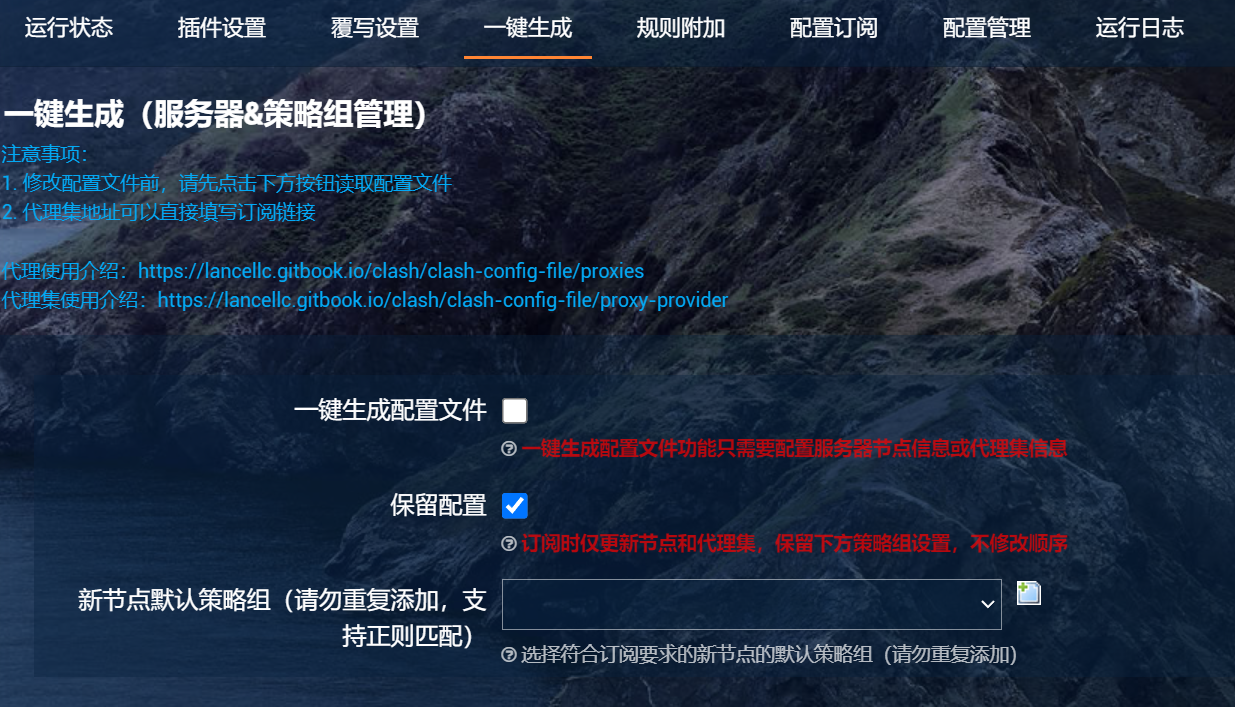 运行状态 插件设置 覆写设置 一键生成 规则附加 配置订阅 配置管理 运行日志
一键生成（服务器&策略组管理）
注意事项：
1. 修改配置文件前，请先点击下方按钮读取配置文件
2. 代理集地址可以直接填写订阅链接
代理使用介绍：https://lancellc.gitbook.io/clash/clash-config-file/proxies
代理集使用介绍：https://lancellc.gitbook.io/clash/clash-config-file/proxy-provider
一键生成配置文件
一键生成配置文件功能只需要配置服务器节点信息或代理集信息
保留配置
订阅时仅更新节点和代理集，保留下方策略组设置，不修改顺序
新节点默认策略组（请勿重复添加，支
持正则匹配）
选择符合订阅要求的新节点的默认策略组（请勿重复添加）